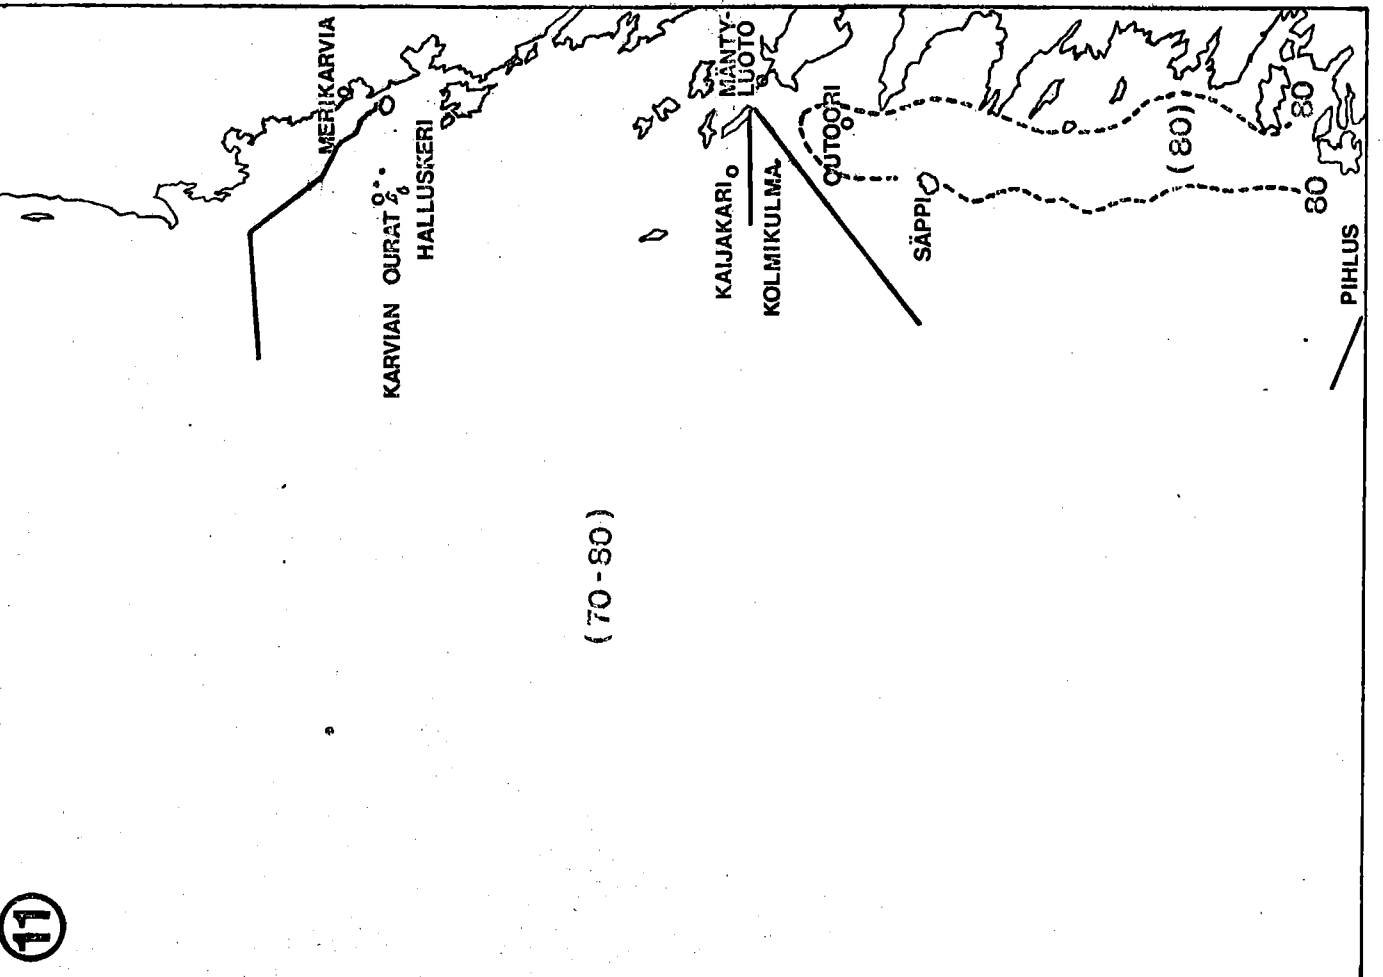 MERIKARVIA
KARVIAN OURAT
HALLUSKERI
MÄNTY-
LUOTO
KAIJAKARI
KOLMIKULMA
OUTOORI
SÄPPI
(80)
80
80
PIHLUS
(70-80)
11